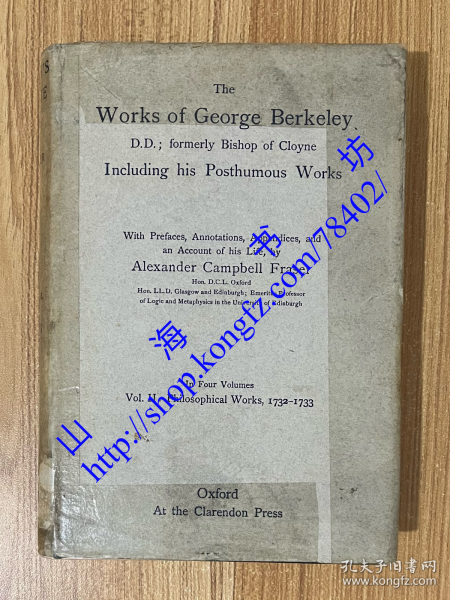 The
Works of George Berkeley
D.D.; formerly Bishop of Cloyne
Including his Posthumous Works
With Prefaces, Annotations, Appendices, and
an Account of his Life, by
Alexander Campbell Fraser
Hon. D.C.L. Oxford
Hon. LL.D. Glasgow and Edinburgh; Emeritus Professor
of Logic and Metaphysics in the University of Edinburgh
In Four Volumes
Vol. II: Philosophical Works, 1732-1733
Oxford
At the Clarendon Press
山海书坊
http://shop.kongfz.com/78402/
孔夫子旧书网
www.kongfz.com